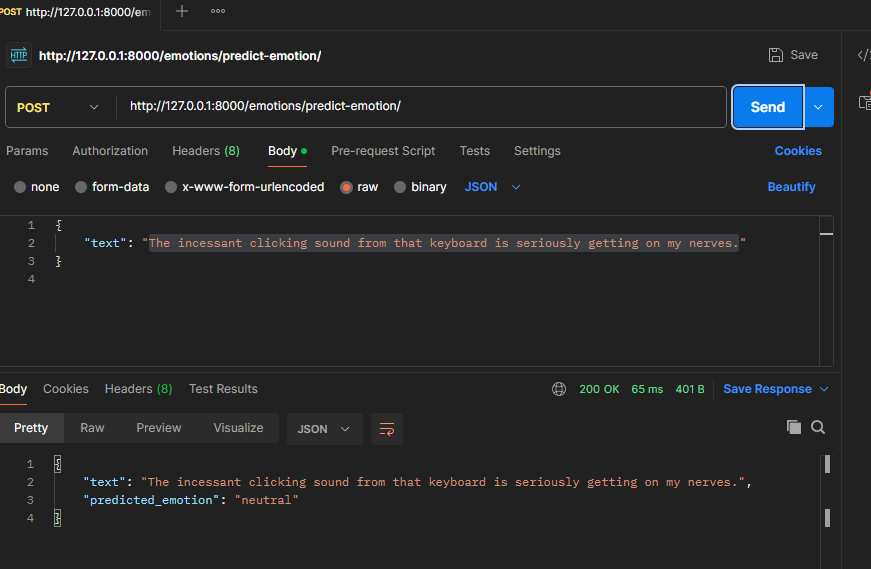 POST http://127.0.0.1:8000/em
HTTP http://127.0.0.1:8000/emotions/predict-emotion/ Save
POST http://127.0.0.1:8000/emotions/predict-emotion/ Send
Params Authorization Headers (8) Body Pre-request Script Tests Settings Cookies
none form-data x-www-form-urlencoded raw binary JSON Beautify
1 {
2 "text": "The incessant clicking sound from that keyboard is seriously getting on my nerves."
3 }
4
Body Cookies Headers (8) Test Results 200 OK 65 ms 401 B Save Response
Pretty Raw Preview Visualize JSON
1 {
2 "text": "The incessant clicking sound from that keyboard is seriously getting on my nerves.",
3 "predicted_emotion": "neutral"
4 }